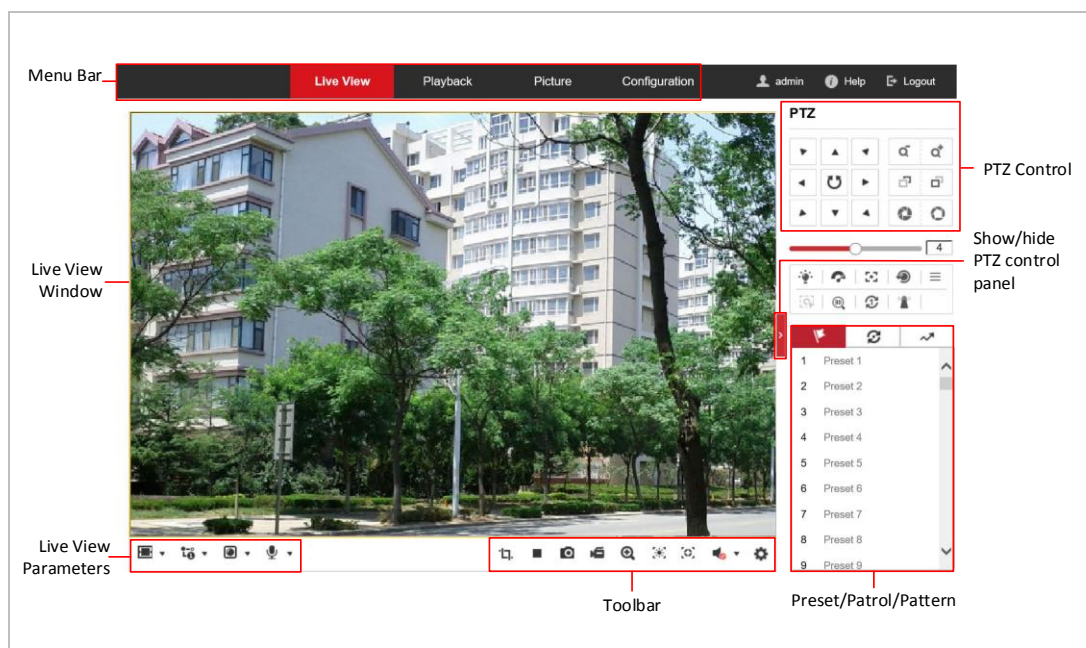 Menu Bar
Live View
Playback
Picture
Configuration
admin
Help
Logout
PTZ
PTZ Control
4
Show/hide
PTZ control
panel
Live View
Window
1 Preset 1
2 Preset 2
3 Preset 3
4 Preset 4
5 Preset 5
6 Preset 6
7 Preset 7
8 Preset 8
9 Preset 9
Live View
Parameters
Toolbar
Preset/Patrol/Pattern